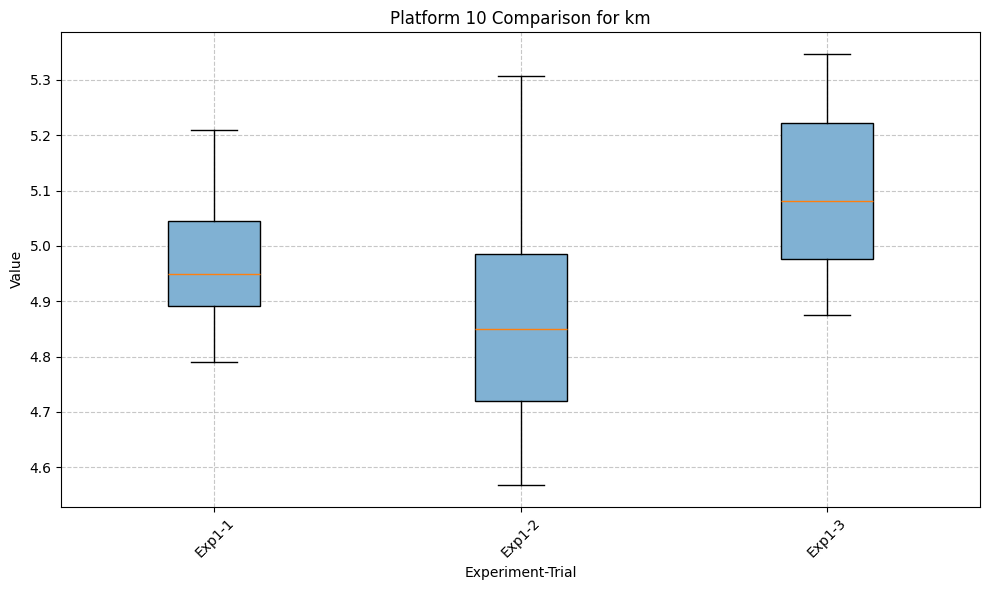 Platform 10 Comparison for km
Value
5.3
5.2
5.1
5.0
4.9
4.8
4.7
4.6
Exp1-1
Exp1-2
Exp1-3
Experiment-Trial